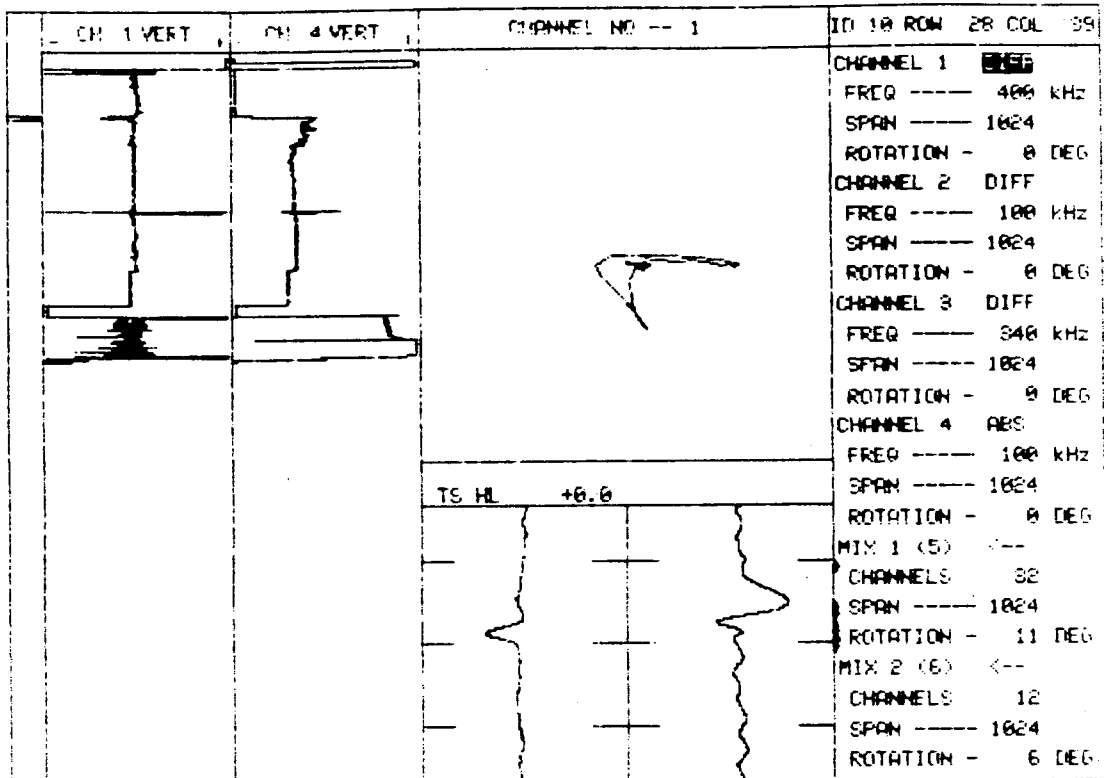 CH 1 VERT
CH 4 VERT
CHANNEL NO -- 1
ID 10 ROW 28 COL 39
CHANNEL 1 DIFF
FREQ ----- 400 kHz
SPAN ----- 1024
ROTATION - 0 DEG
CHANNEL 2 DIFF
FREQ ----- 100 kHz
SPAN ----- 1024
ROTATION - 0 DEG
CHANNEL 3 DIFF
FREQ ----- 340 kHz
SPAN ----- 1024
ROTATION - 0 DEG
CHANNEL 4 ABS
FREQ ----- 100 kHz
SPAN ----- 1024
ROTATION - 0 DEG
MIX 1 (5) <--
CHANNELS 32
SPAN ----- 1024
ROTATION - 11 DEG
MIX 2 (6) <--
CHANNELS 12
SPAN ----- 1024
ROTATION - 6 DEG
TS HL +0.0